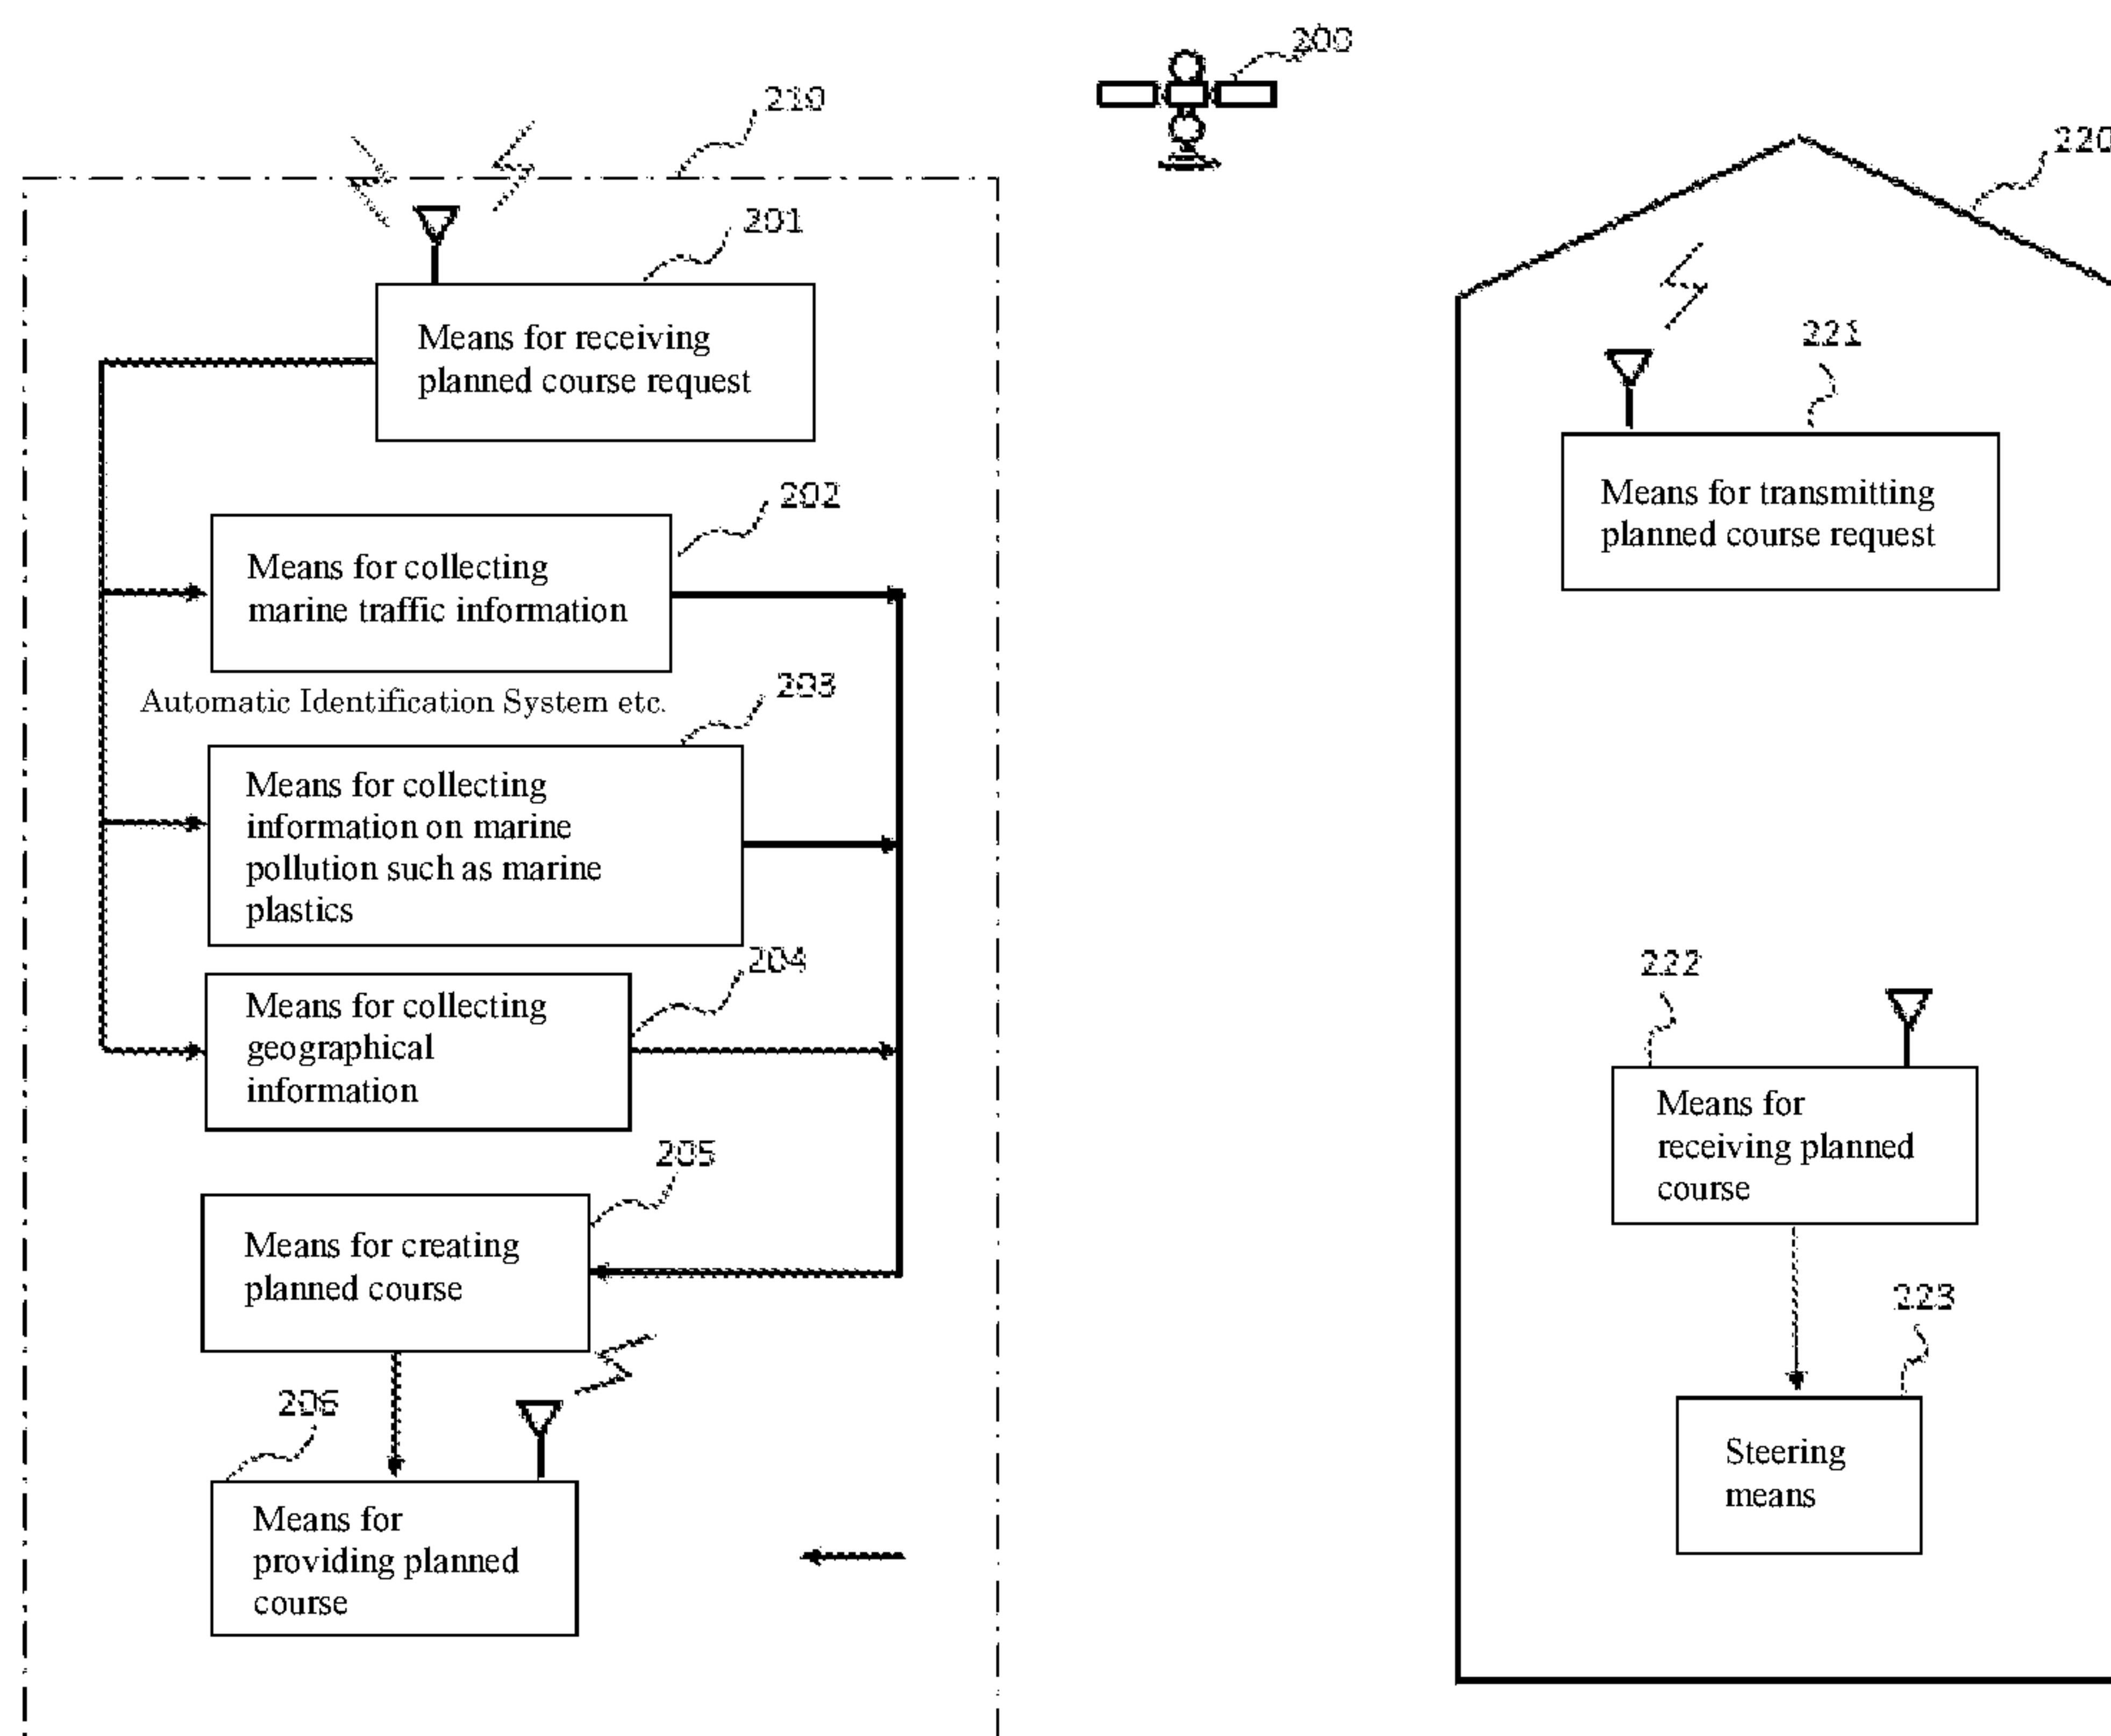 200
210
220
201
Means for receiving
planned course request
221
Means for transmitting
planned course request
202
Means for collecting
marine traffic information
Automatic Identification System etc.
203
Means for collecting
information on marine
pollution such as marine
plastics
204
Means for collecting
geographical
information
222
Means for
receiving planned
course
205
Means for creating
planned course
223
Steering
means
206
Means for
providing planned
course